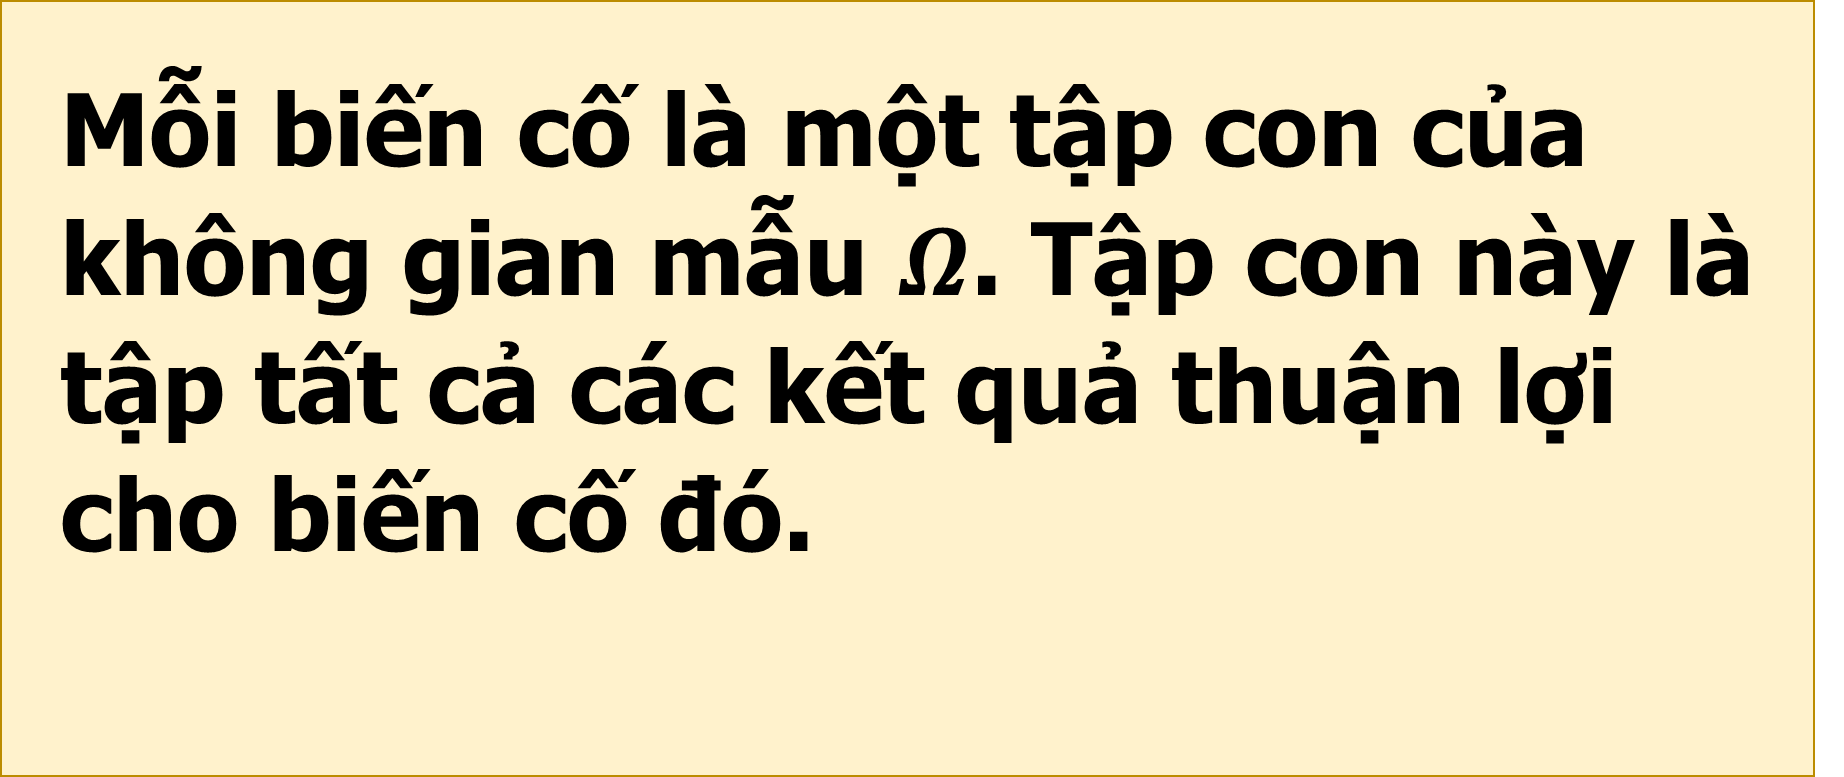 Mỗi biến cố là một tập con của
không gian mẫu Ω. Tập con này là
tập tất cả các kết quả thuận lợi
cho biến cố đó.